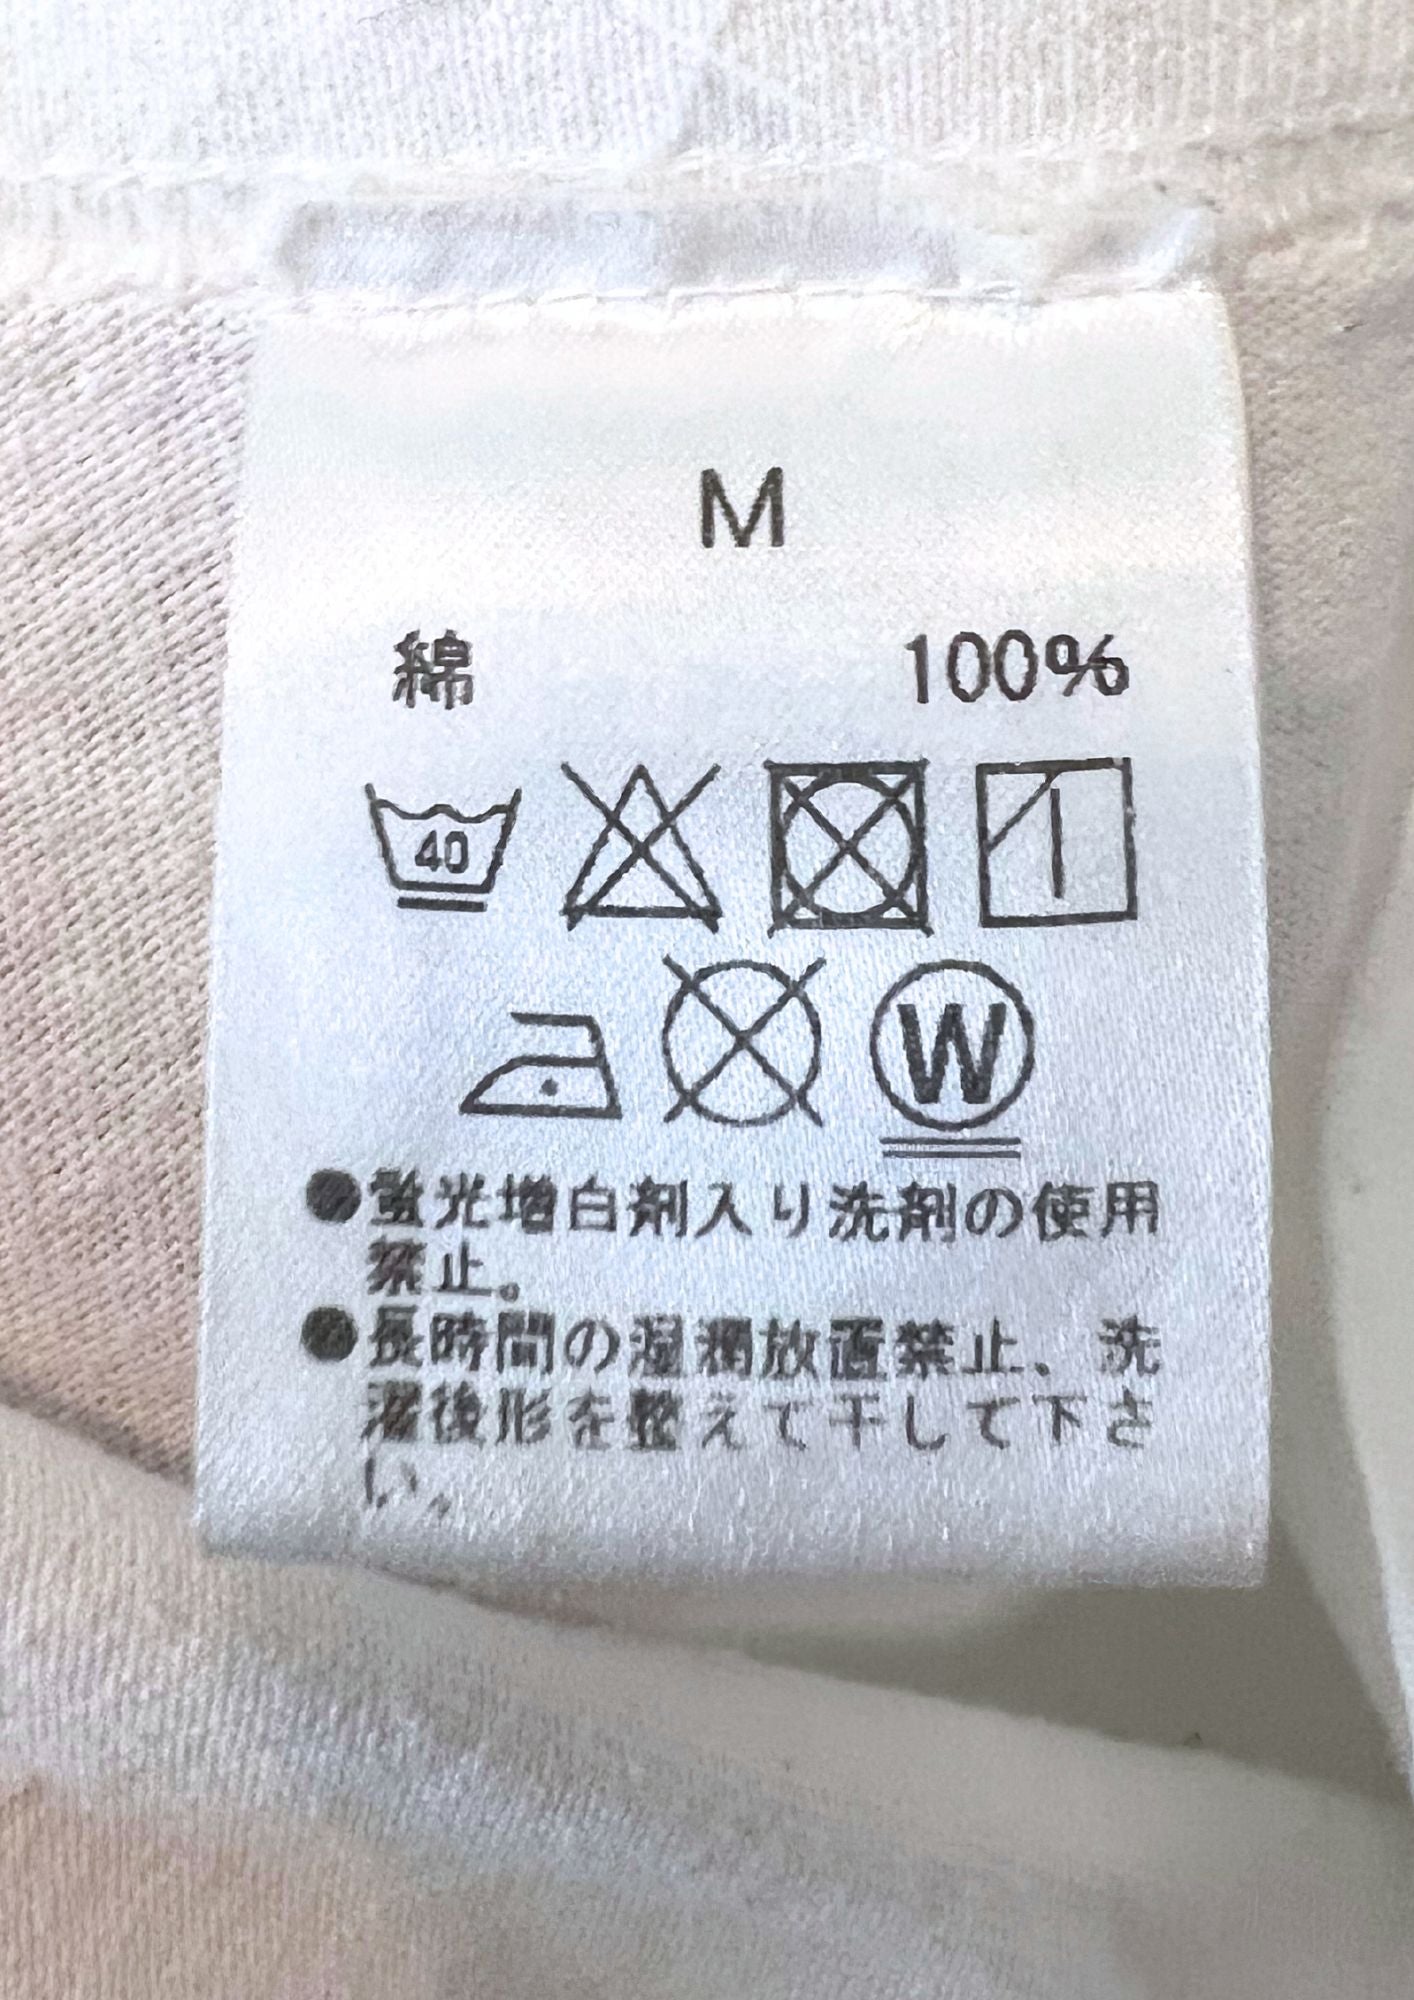 M
綿 100%
40
W
●蛍光増白剤入り洗剤の使用
禁止。
●長時間の湿潤放置禁止、洗
濯後形を整えて干して下さ
い。